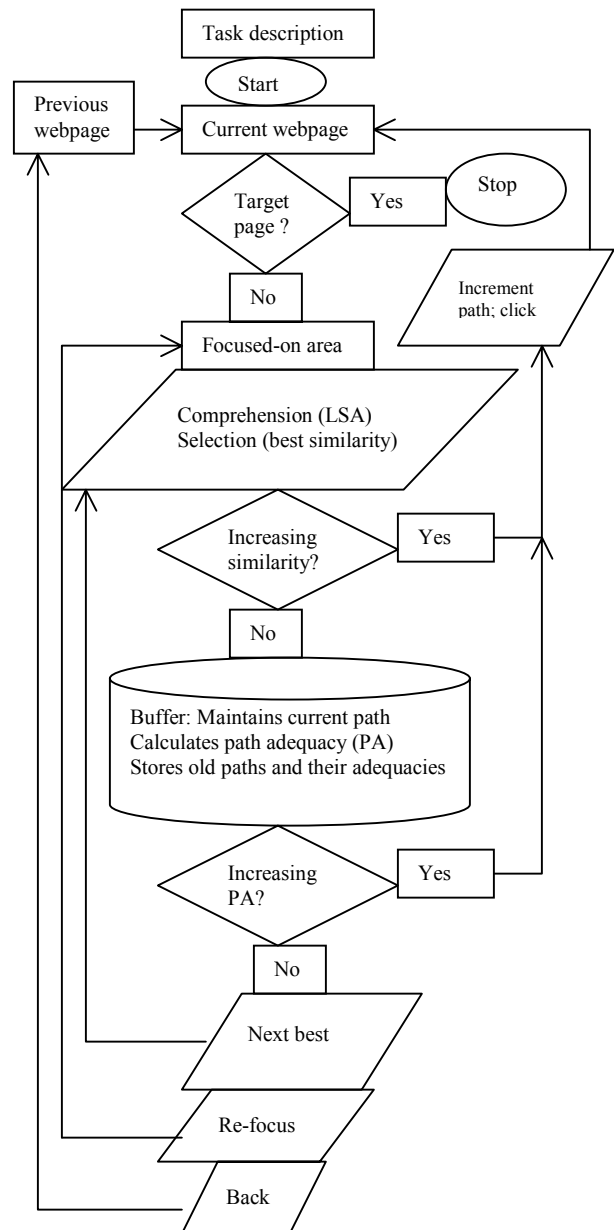 Task description
Start
Previous
webpage
Current webpage
Target
page ?
Yes
Stop
No
Increment
path; click
Focused-on area
Comprehension (LSA)
Selection (best similarity)
Increasing
similarity?
Yes
No
Buffer: Maintains current path
Calculates path adequacy (PA)
Stores old paths and their adequacies
Increasing
PA?
Yes
No
Next best
Re-focus
Back